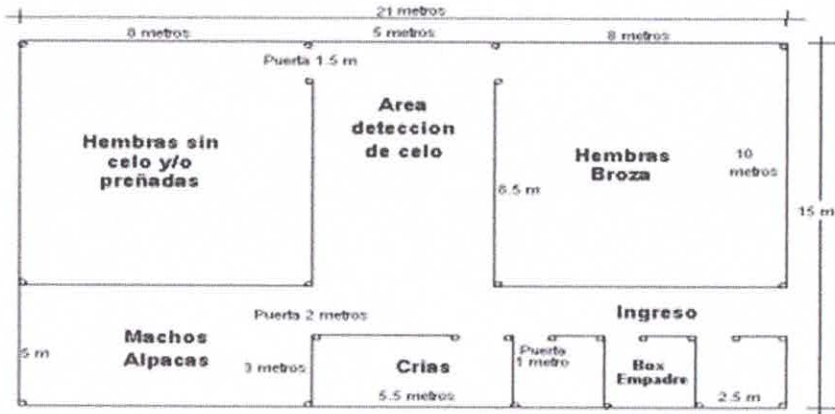 21 metros
8 metros
5 metros
8 metros
Puerta 1.5 m
Area
deteccion
de celo
Hembras sin
celo y/o
preñadas
Hembras
Broza
10
metros
8.5 m
15 m
Puerta 2 metros
Ingreso
Machos
Alpacas
5 m
3 metros
Crias
5.5 metros
Puerta
1 metro
Box
Empadre
2.5 m